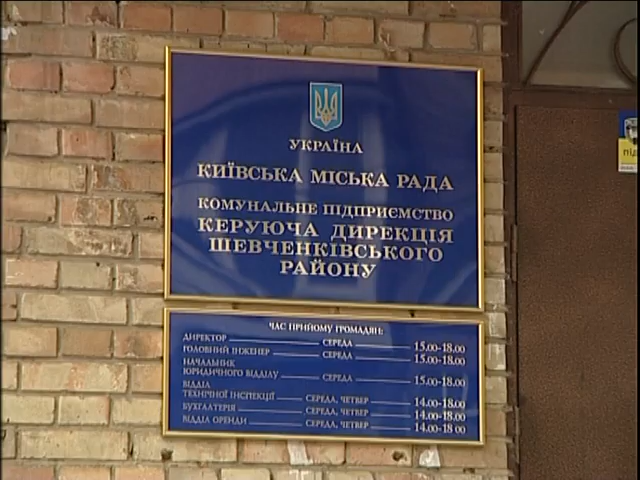 УКРАЇНА
КИЇВСЬКА МІСЬКА РАДА
КОМУНАЛЬНЕ ПІДПРИЄМСТВО
КЕРУЮЧА ДИРЕКЦІЯ
ШЕВЧЕНКІВСЬКОГО
РАЙОНУ
ЧАС ПРИЙОМУ ГРОМАДЯН:
ДИРЕКТОР СЕРЕДА 15.00-18.00
ГОЛОВНИЙ ІНЖЕНЕР СЕРЕДА 15.00-18.00
НАЧАЛЬНИК
ЮРИДИЧНОГО ВІДДІЛУ СЕРЕДА 15.00-18.00
ВІДДІЛ
ТЕХНІЧНОЇ ІНСПЕКЦІЇ СЕРЕДА, ЧЕТВЕР 14.00-18.00
БУХГАЛТЕРІЯ СЕРЕДА, ЧЕТВЕР 14.00-18.00
ВІДДІЛ ОРЕНДИ СЕРЕДА, ЧЕТВЕР 14.00-18 00
під